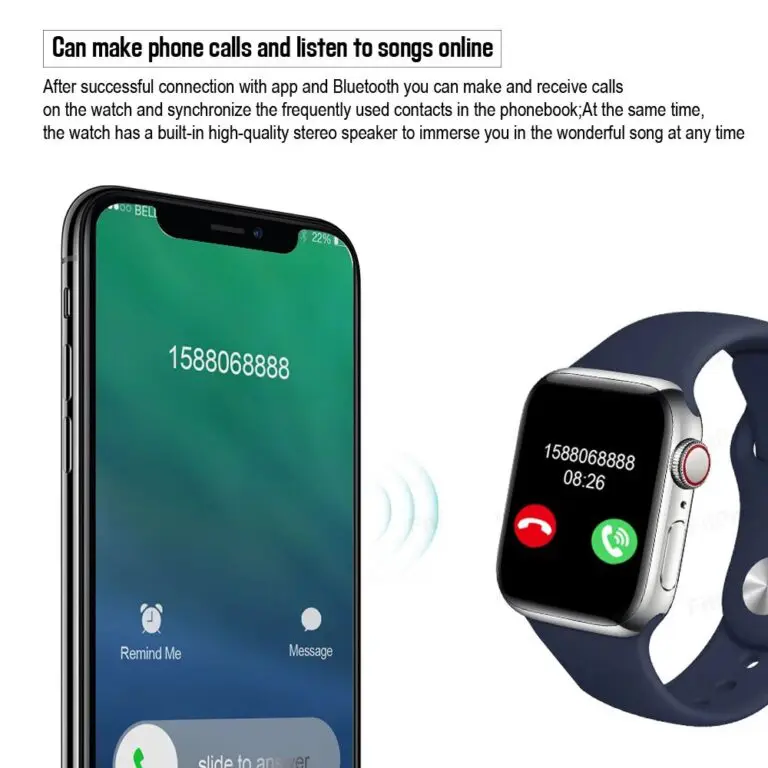 Can make phone calls and listen to songs online
After successful connection with app and Bluetooth you can make and receive calls
on the watch and synchronize the frequently used contacts in the phonebook;At the same time,
the watch has a built-in high-quality stereo speaker to immerse you in the wonderful song at any time
BELL
22%
1588068888
1588068888
08:26
Remind Me
Message
slide to answer